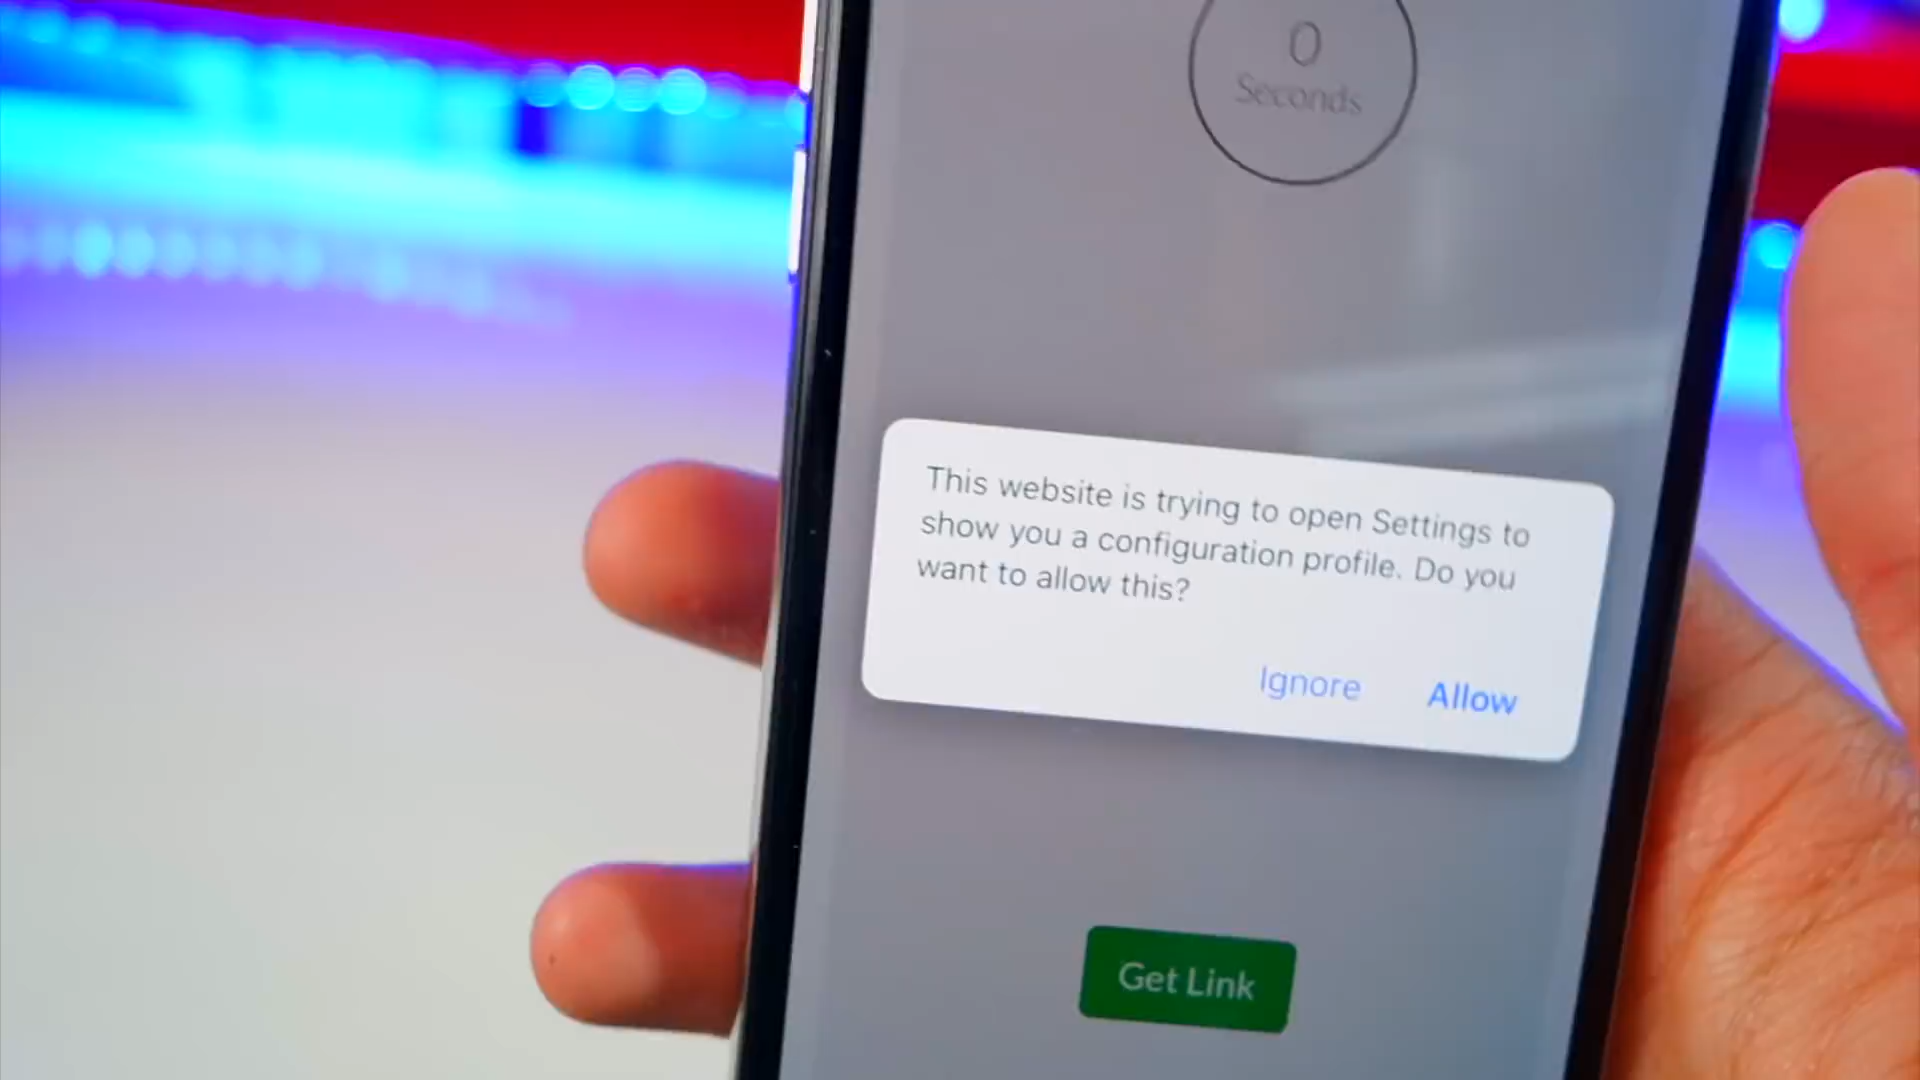 0
Seconds
This website is trying to open Settings to
show you a configuration profile. Do you
want to allow this?
Ignore
Allow
Get Link